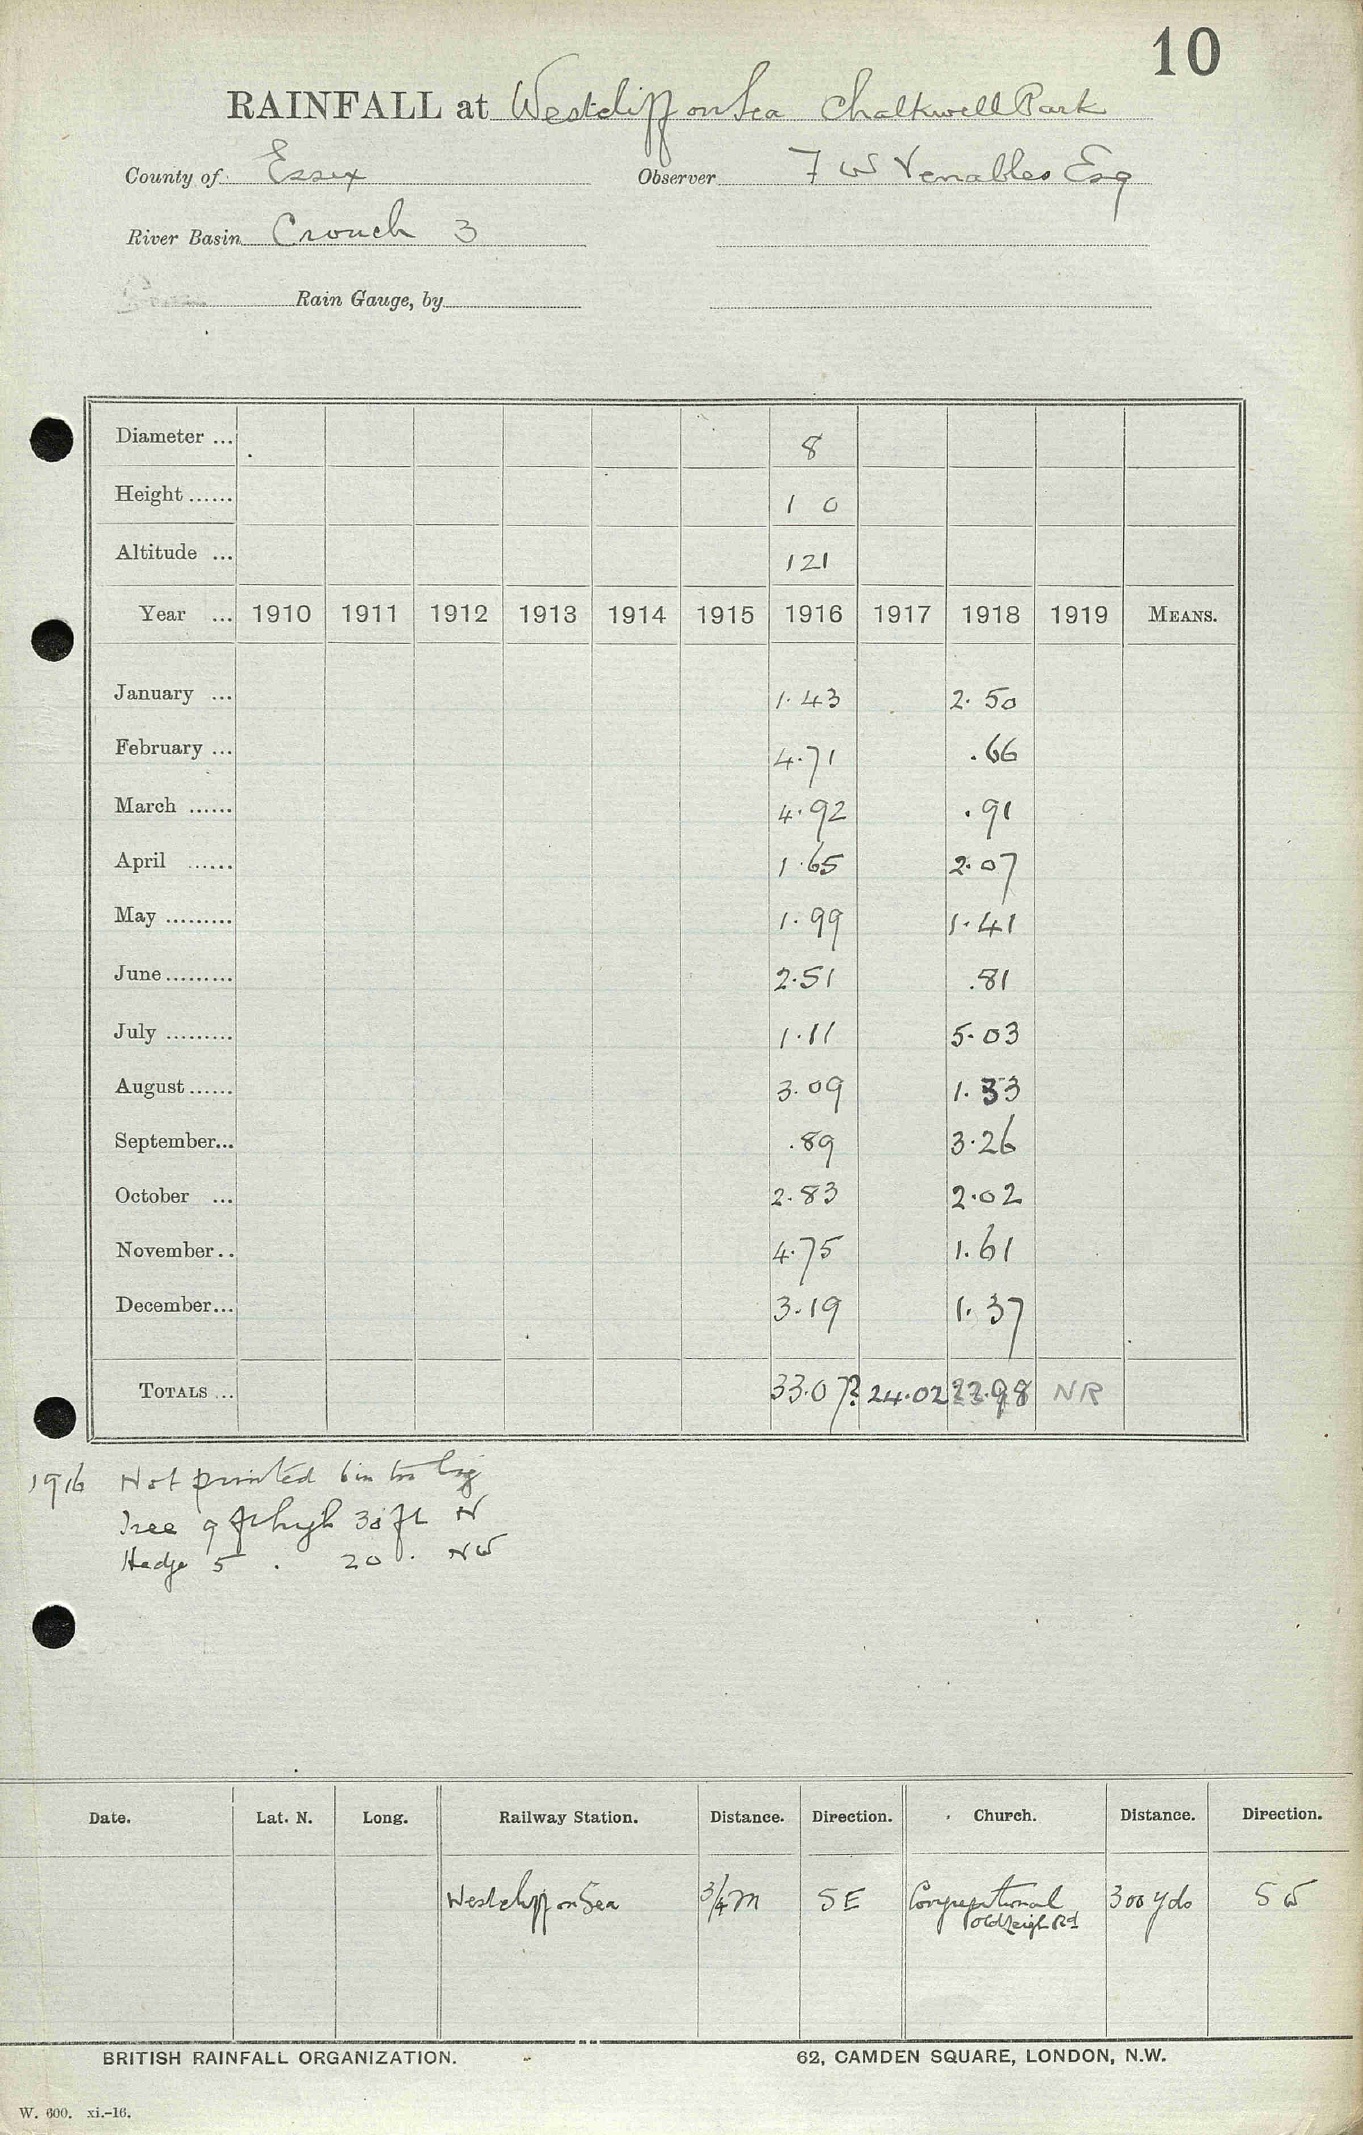 10
RAINFALL at Westcliff on Sea Chalkwell Park
County of Essex Observer F W Venables Esq
River Basin Crouch 3
Rain Gauge, by
Diameter ... 8
Height ...... 1 0
Altitude ... 121
Year ... 1910 1911 1912 1913 1914 1915 1916 1917 1918 1919 MEANS.
January ... 1.43 2.50
February ... 4.71 .66
March ...... 4.92 .91
April ...... 1.65 2.07
May ......... 1.99 1.41
June ......... 2.51 .81
July ......... 1.11 5.03
August ...... 3.09 1.33
September... 89 3.26
October ... 2.83 2.02
November.. 4.75 1.61
December... 3.19 1.37
TOTALS ... 33.07? 24.02 22.98 NR
1916 Not printed 6 in too big
Tree 9 ft high 30 ft N
Hedge 5 . 20 . NW
Date. Lat. N. Long. Railway Station. Distance. Direction. Church. Distance. Direction.
Westcliff on Sea 3/4 m SE Congregational 300 yds SW
Old Leigh Rd
BRITISH RAINFALL ORGANIZATION. 62, CAMDEN SQUARE, LONDON, N.W.
W. 600. xi.-16.